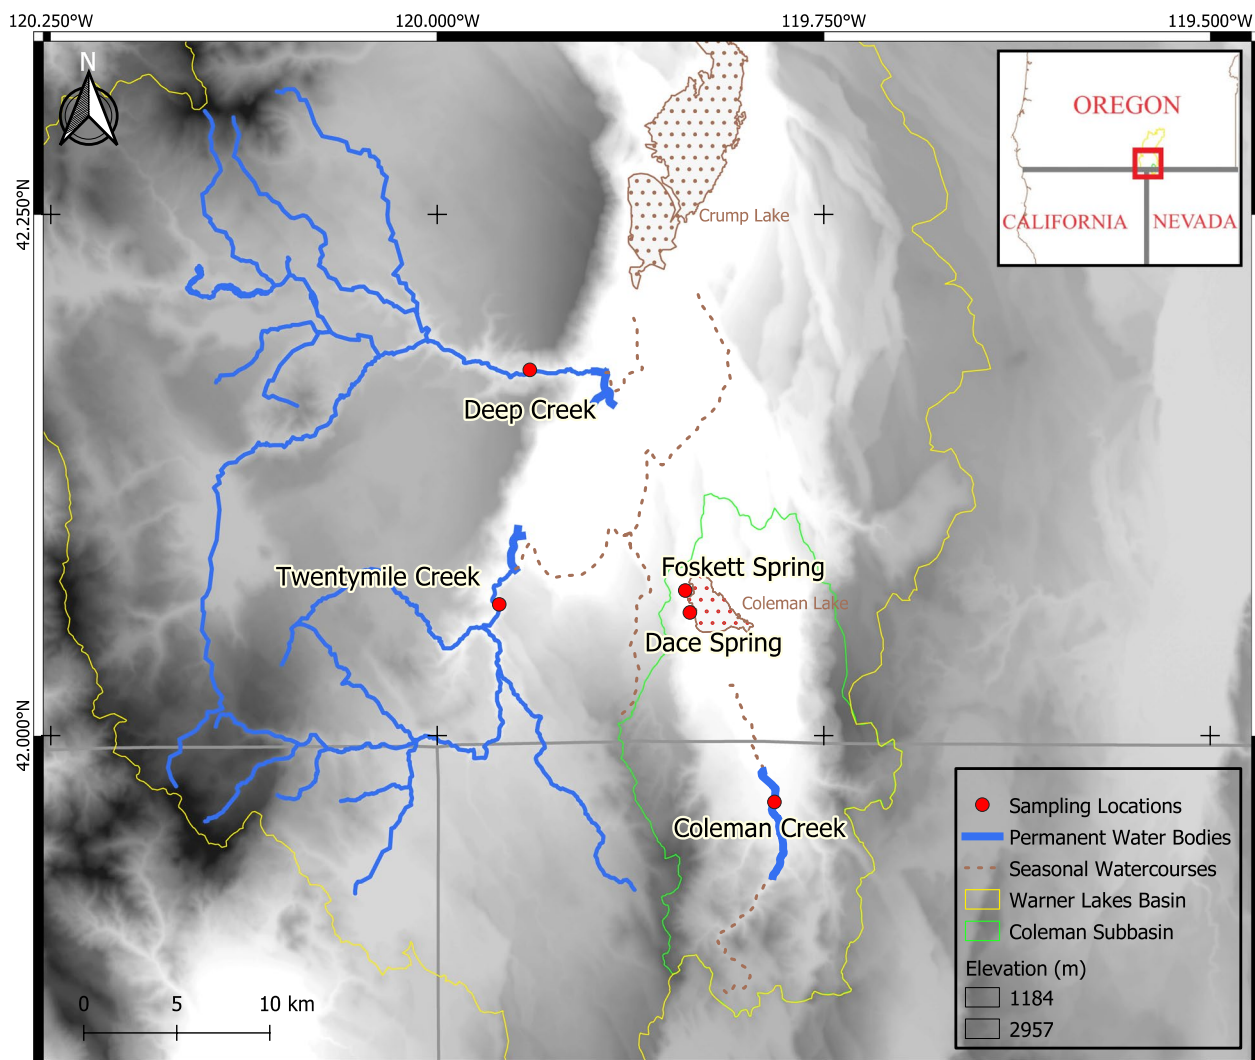 120.250°W
120.000°W
119.750°W
119.500°W
N
OREGON
CALIFORNIA
NEVADA
42.250°N
Crump Lake
Deep Creek
Twentymile Creek
Foskett Spring
Coleman Lake
Dace Spring
42.000°N
Coleman Creek
Sampling Locations
Permanent Water Bodies
Seasonal Watercourses
Warner Lakes Basin
Coleman Subbasin
Elevation (m)
1184
2957
0 5 10 km